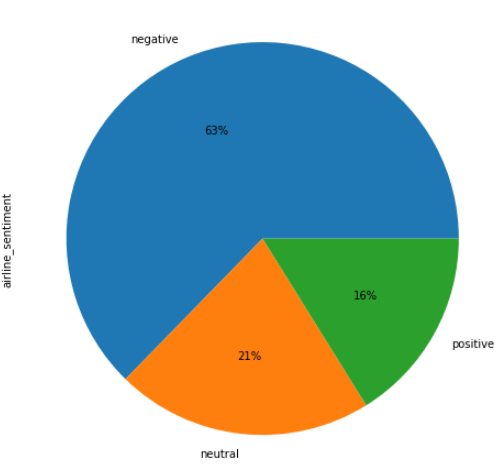 negative
63%
airline_sentiment
16%
positive
21%
neutral